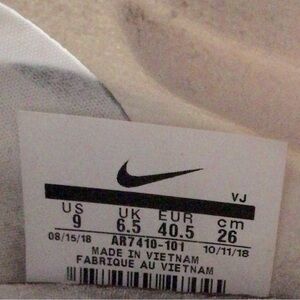 VJ
US UK EUR cm
9 6.5 40.5 26
08/15/18 AR7410-101 10/11/18
MADE IN VIETNAM
FABRIQUE AU VIETNAM